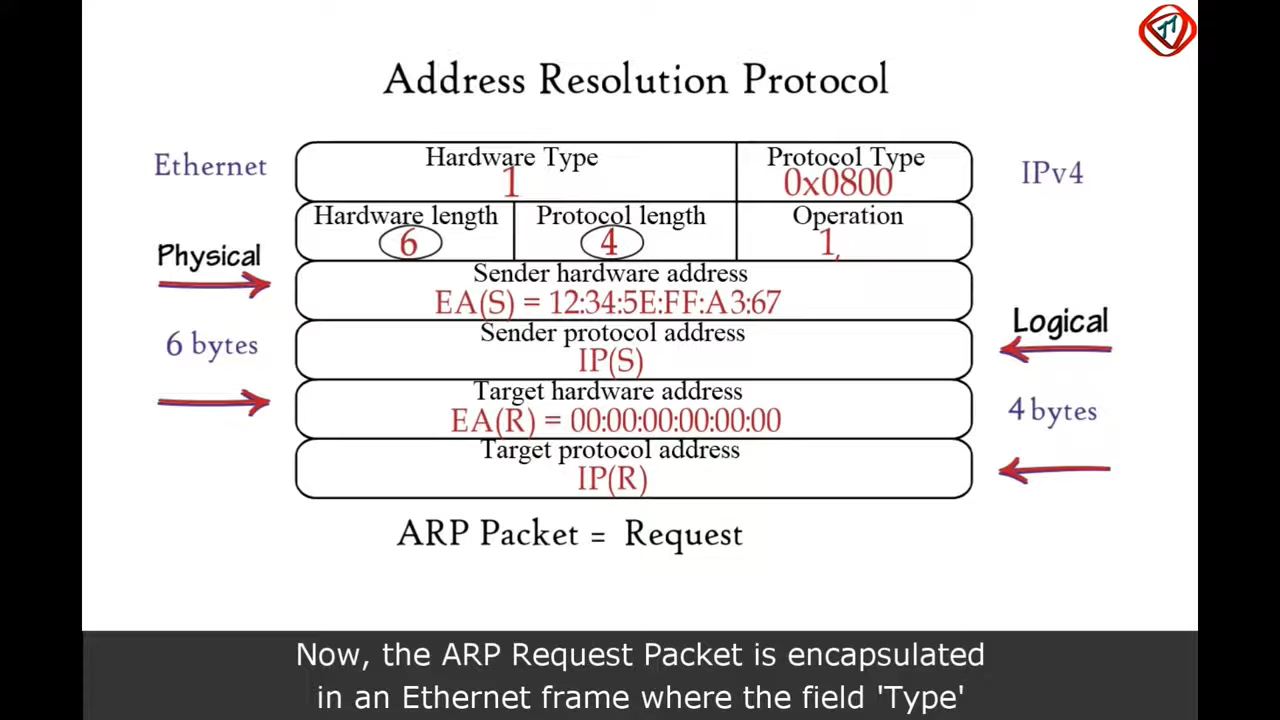 Address Resolution Protocol
Ethernet
Hardware Type
1
Protocol Type
0x0800
IPv4
Hardware length
6
Protocol length
4
Operation
1,
Physical
Sender hardware address
EA(S) = 12:34:5E:FF:A3:67
6 bytes
Sender protocol address
IP(S)
Logical
Target hardware address
EA(R) = 00:00:00:00:00:00
4 bytes
Target protocol address
IP(R)
ARP Packet = Request
Now, the ARP Request Packet is encapsulated
in an Ethernet frame where the field 'Type'